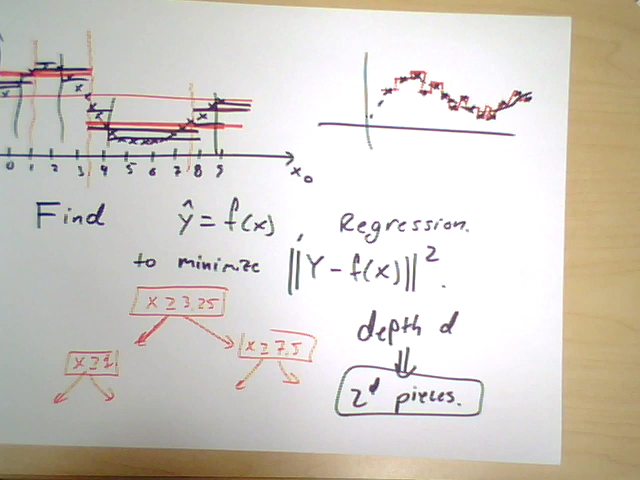 0 1 2 3 4 5 6 7 8 9 x₀
Find ŷ = f(x), Regression.
to minimize ||Y - f(x)||².
x ≥ 3.25
depth d
x ≥ 7.5
⇓
2ᵈ pieces.